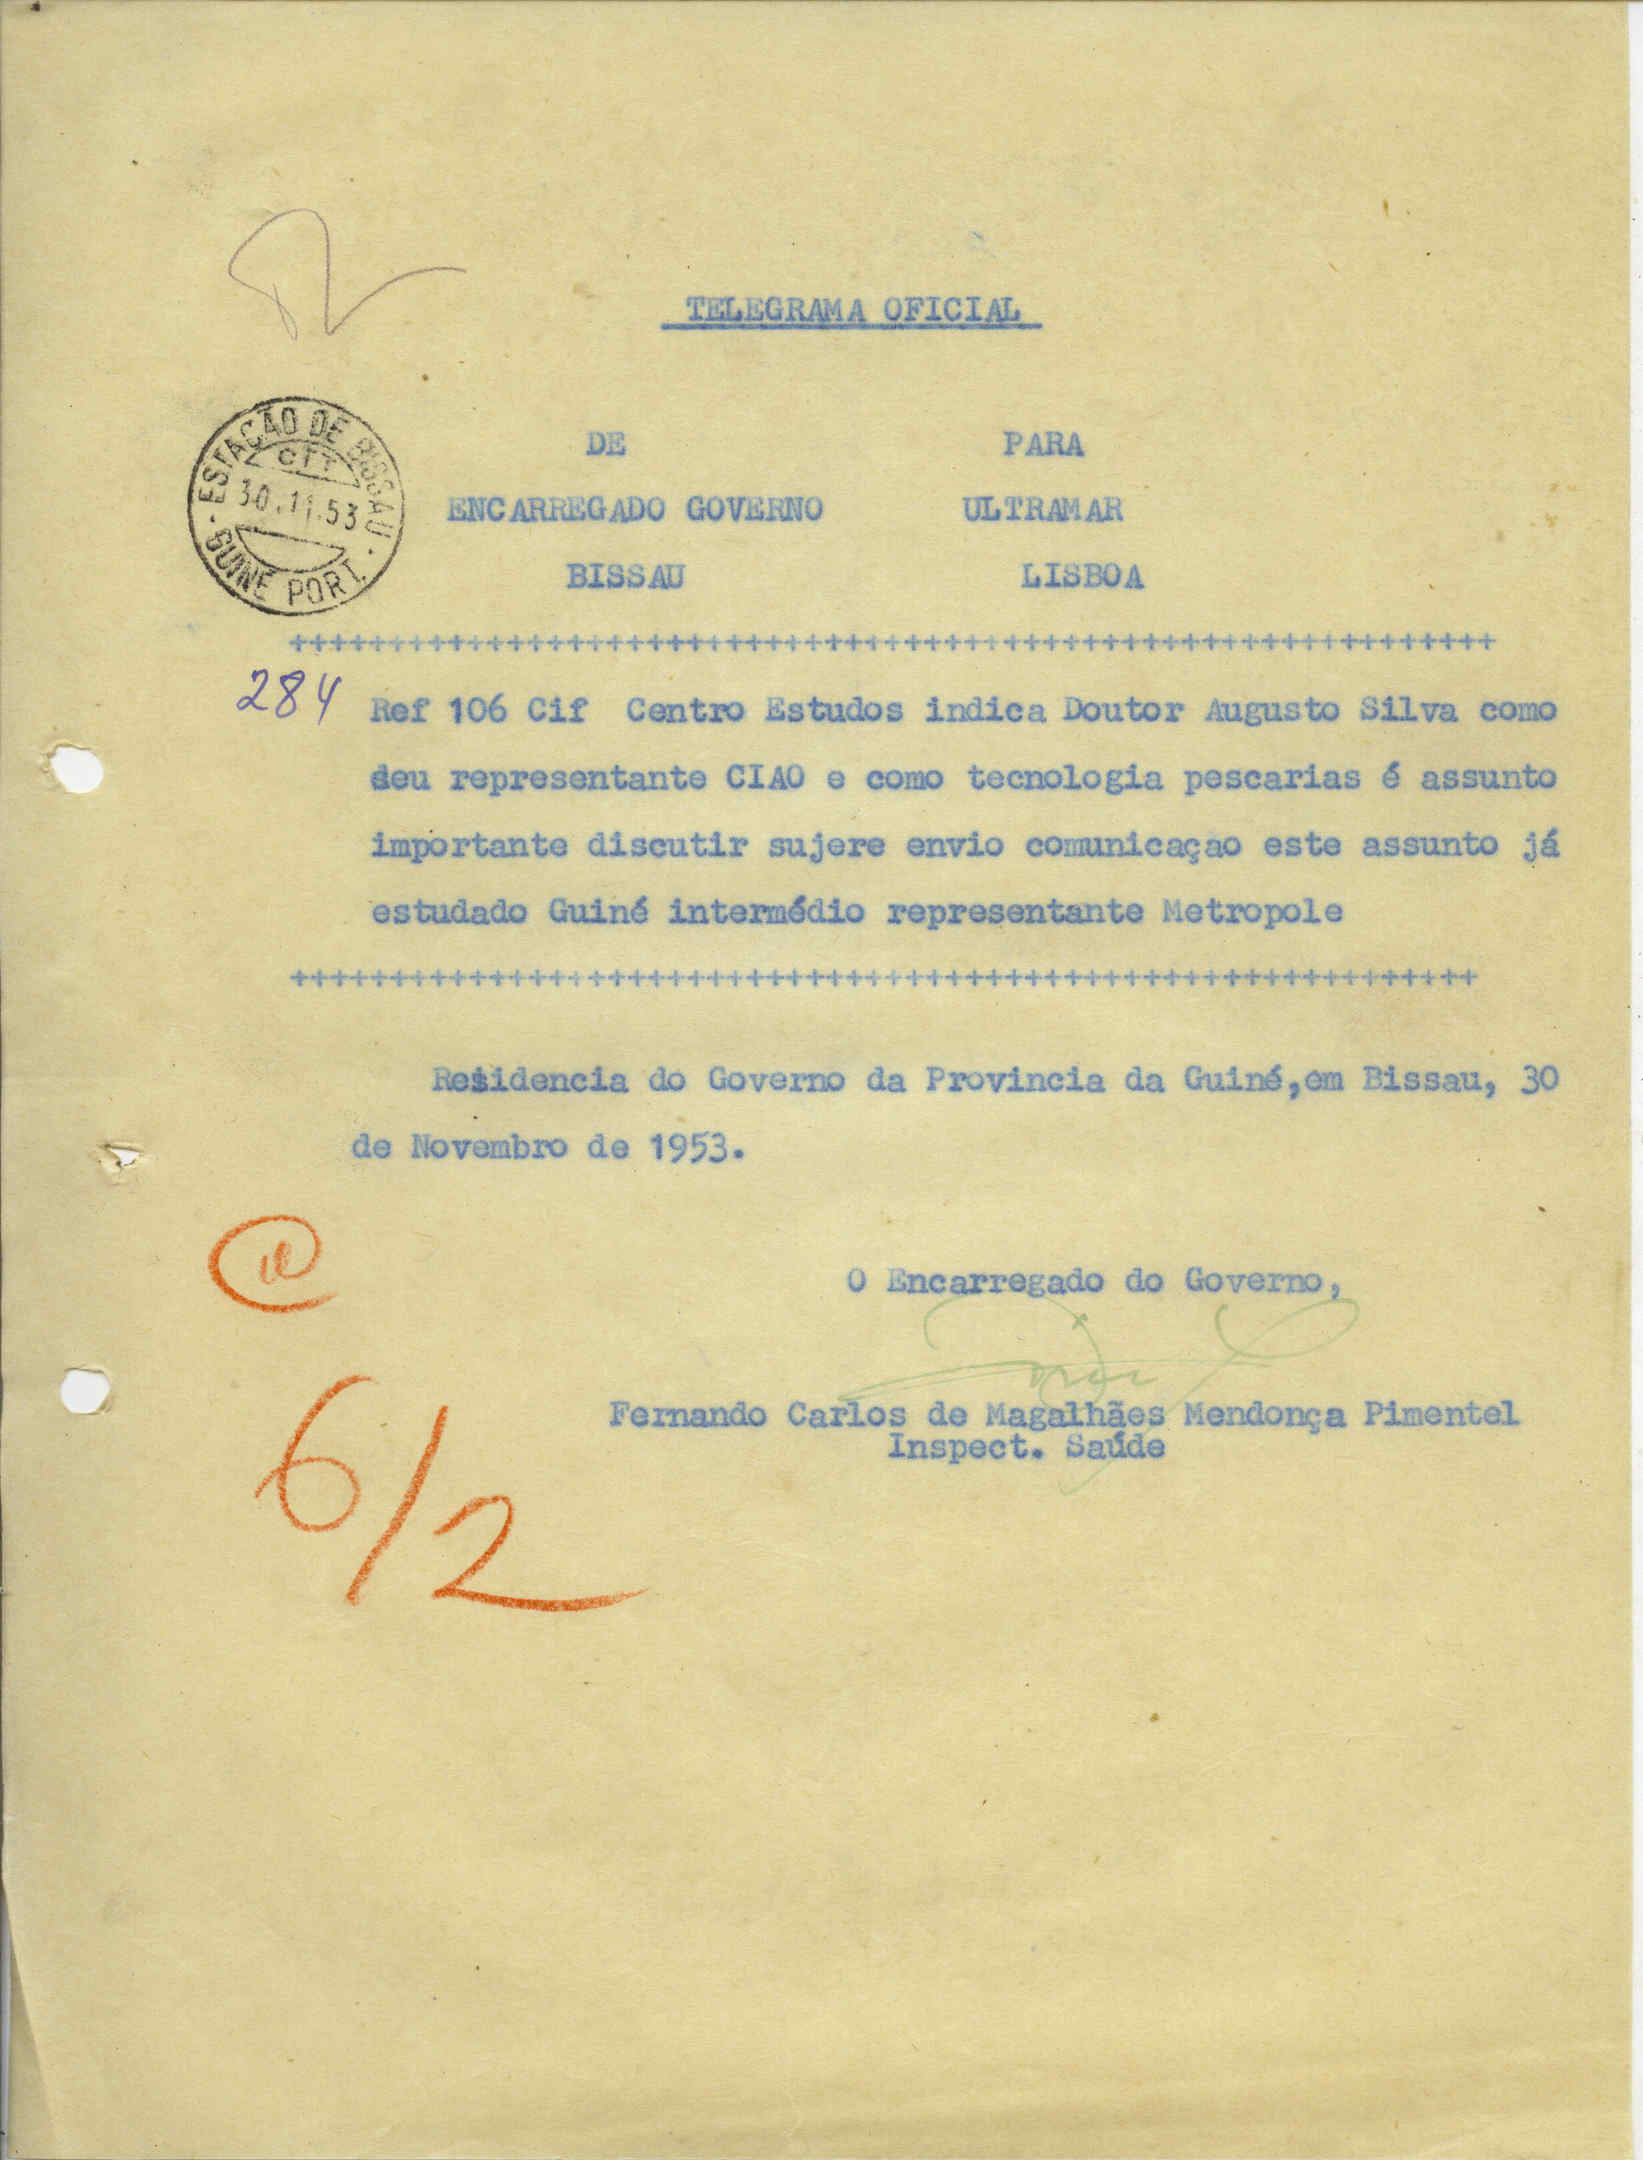 TELEGRAMA OFICIAL
ESTAÇÃO DE BISSAU
CTT
30.11.53
GUINÉ PORT.
DE PARA
ENCARREGADO GOVERNO ULTRAMAR
BISSAU LISBOA
++++++++++++++++++++++++++++++++++++++++++++++++++++++++++++
284 Ref 106 Cif Centro Estudos indica Doutor Augusto Silva como
seu representante CIAO e como tecnologia pescarias é assunto
importante discutir sujere envio comunicaçao este assunto já
estudado Guiné intermédio representante Metropole
+++++++++++++++++++++++++++++++++++++++++++++++++++++++++++
Residencia do Governo da Provincia da Guiné,em Bissau, 30
de Novembro de 1953.
O Encarregado do Governo,
Fernando Carlos de Magalhães Mendonça Pimentel
Inspect. Saúde
6/2